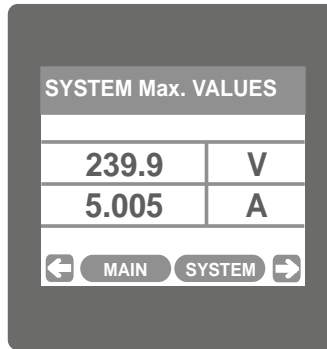 SYSTEM Max. VALUES
239.9 V
5.005 A
MAIN SYSTEM